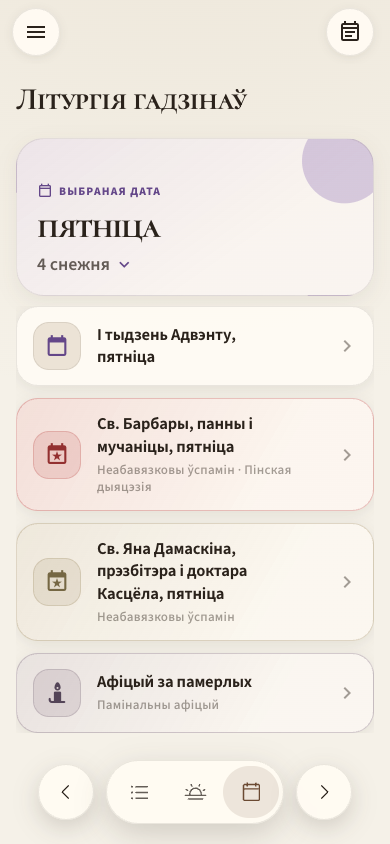 Літургія гадзінаў
ВЫБРАНАЯ ДАТА
ПЯТНІЦА
4 снежня
І тыдзень Адвэнту,
пятніца
Св. Барбары, панны і
мучаніцы, пятніца
Неабавязковы ўспамін · Пінская
дыяцэзія
Св. Яна Дамаскіна,
прэзбітэра і доктара
Касцёла, пятніца
Неабавязковы ўспамін
Афіцый за памерлых
Памінальны афіцый